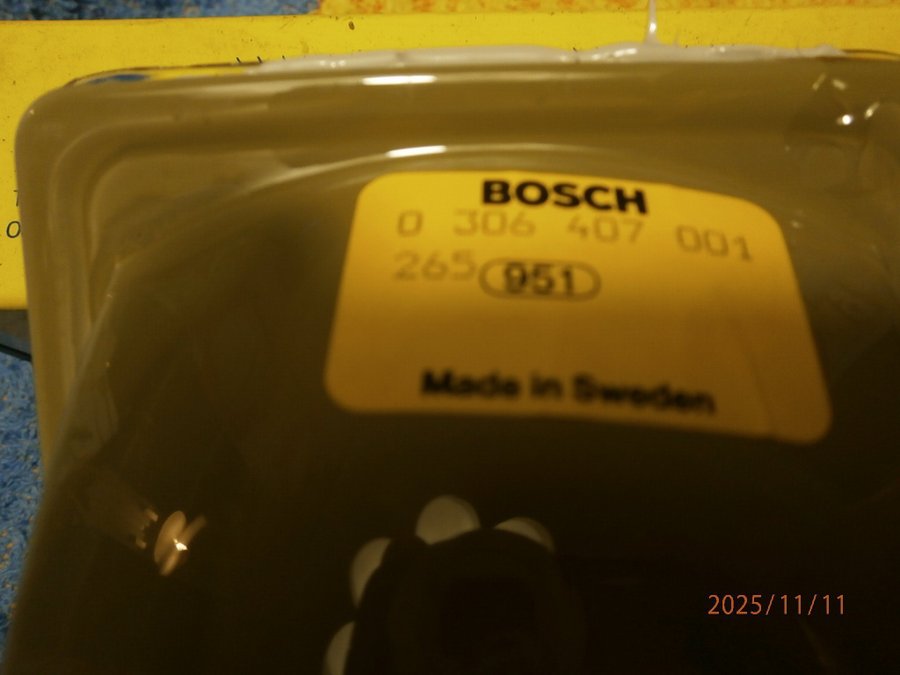 BOSCH
0 306 407 001
265 951
Made in Sweden
2025/11/11